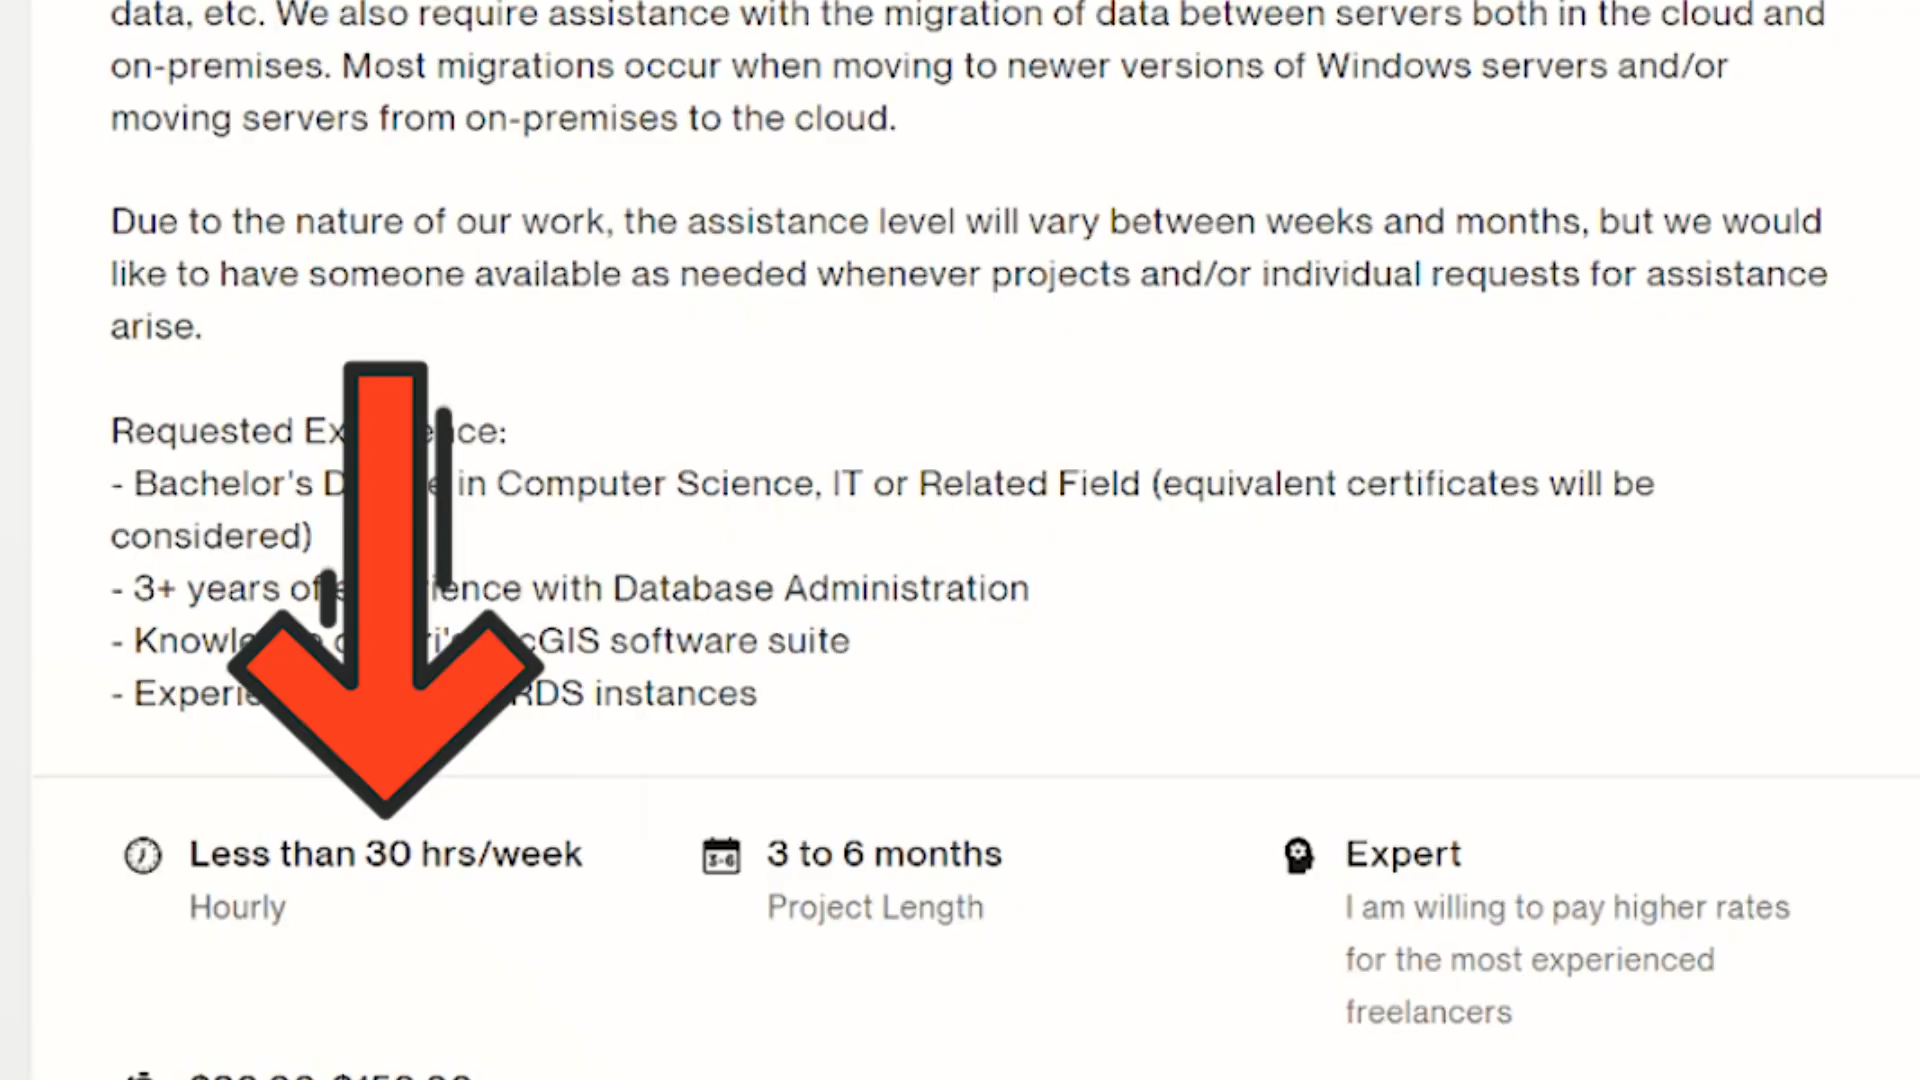 data, etc. We also require assistance with the migration of data between servers both in the cloud and
on-premises. Most migrations occur when moving to newer versions of Windows servers and/or
moving servers from on-premises to the cloud.
Due to the nature of our work, the assistance level will vary between weeks and months, but we would
like to have someone available as needed whenever projects and/or individual requests for assistance
arise.
Requested
- Bachelor's in Computer Science, IT or Related Field (equivalent certificates will be
considered)
- 3+ years of with Database Administration
- software suite
- RDS instances
Less than 30 hrs/week
3 to 6 months
Expert
Hourly
Project Length
I am willing to pay higher rates
for the most experienced
freelancers